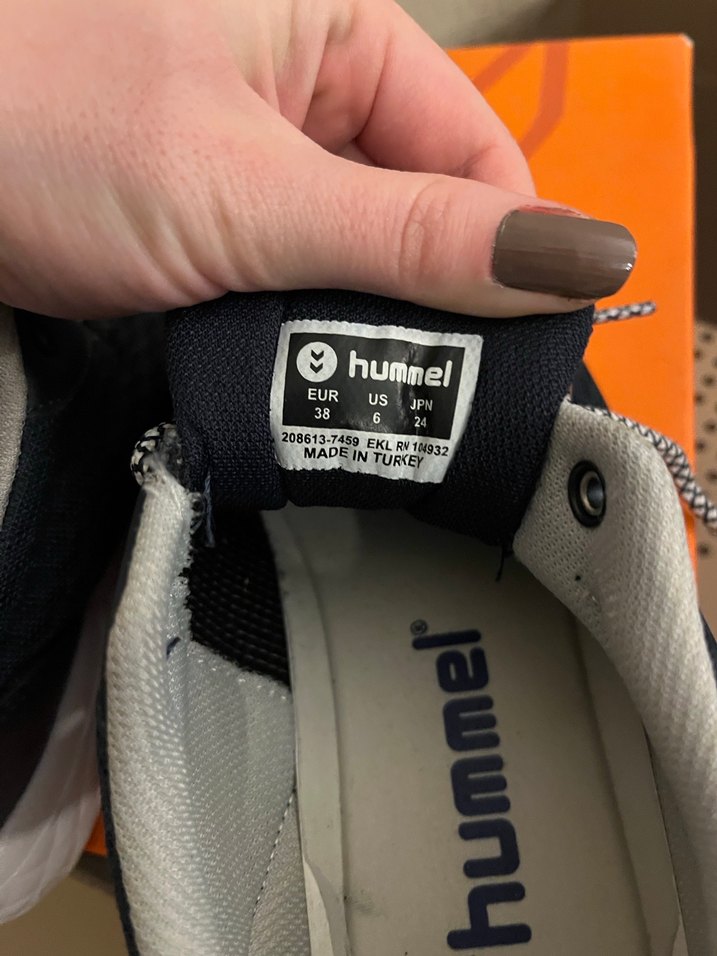 hummel
EUR US JPN
38 6 24
208613-7459 EKL RN 104932
MADE IN TURKEY
hummel®